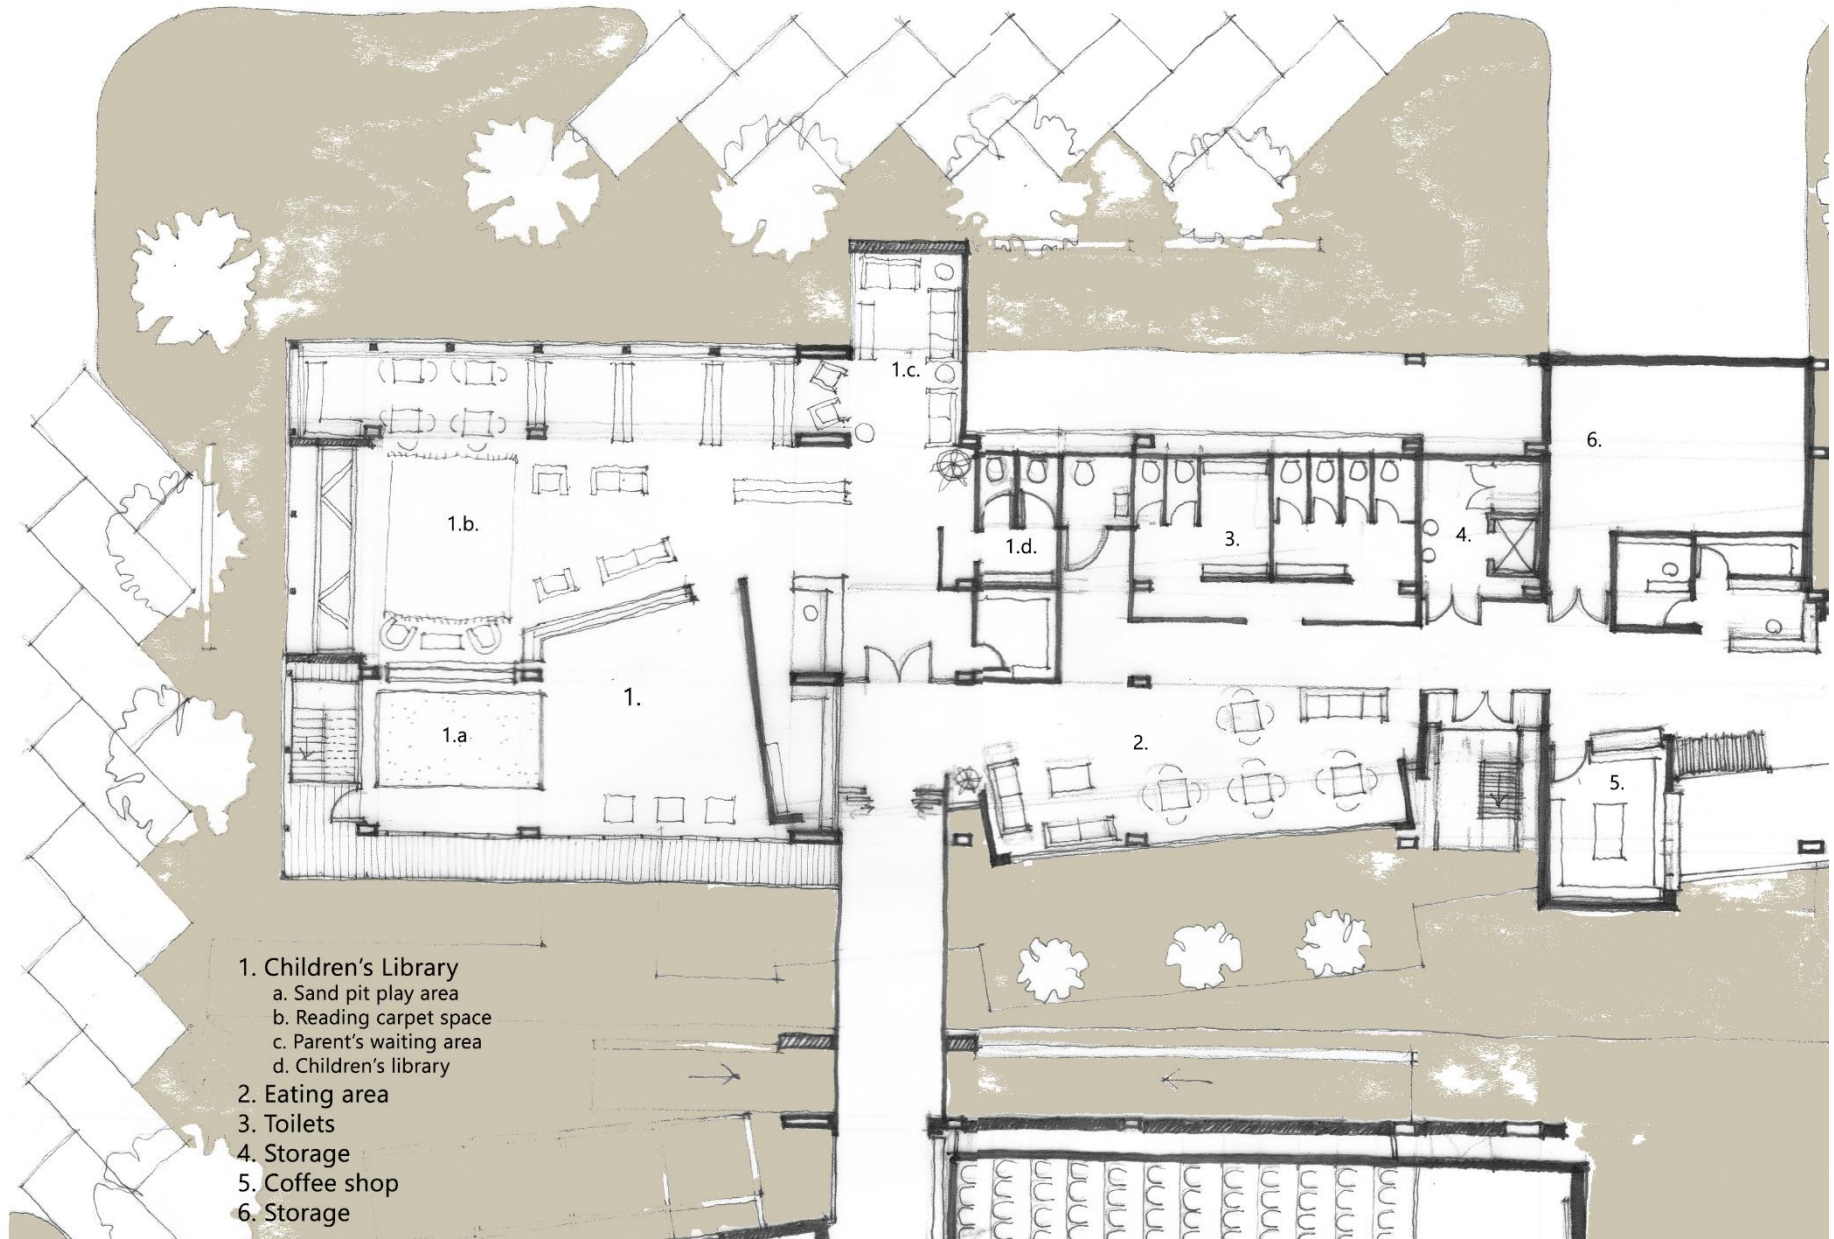 1.c.
6.
1.b.
1.d.
3.
4.
1.
1.a
2.
5.
1. Children's Library
a. Sand pit play area
b. Reading carpet space
c. Parent's waiting area
d. Children's library
2. Eating area
3. Toilets
4. Storage
5. Coffee shop
6. Storage